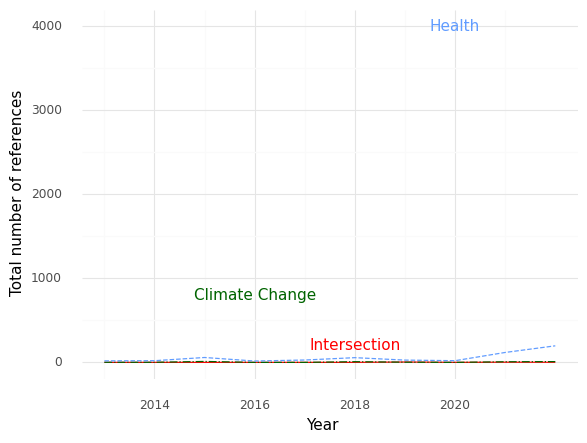 4000
Health
3000
2000
1000
Climate Change
Intersection
0
Total number of references
2014 2016 2018 2020
Year